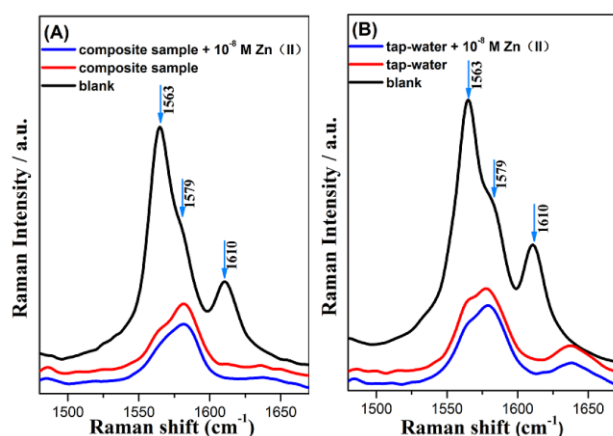 (A)
composite sample + 10⁻⁸ M Zn (II)
composite sample
blank
1563
1579
1610
Raman Intensity / a.u.
1500 1550 1600 1650
Raman shift (cm⁻¹)
(B)
tap-water + 10⁻⁸ M Zn (II)
tap-water
blank
1563
1579
1610
Raman Intensity / a.u.
1500 1550 1600 1650
Raman shift (cm⁻¹)